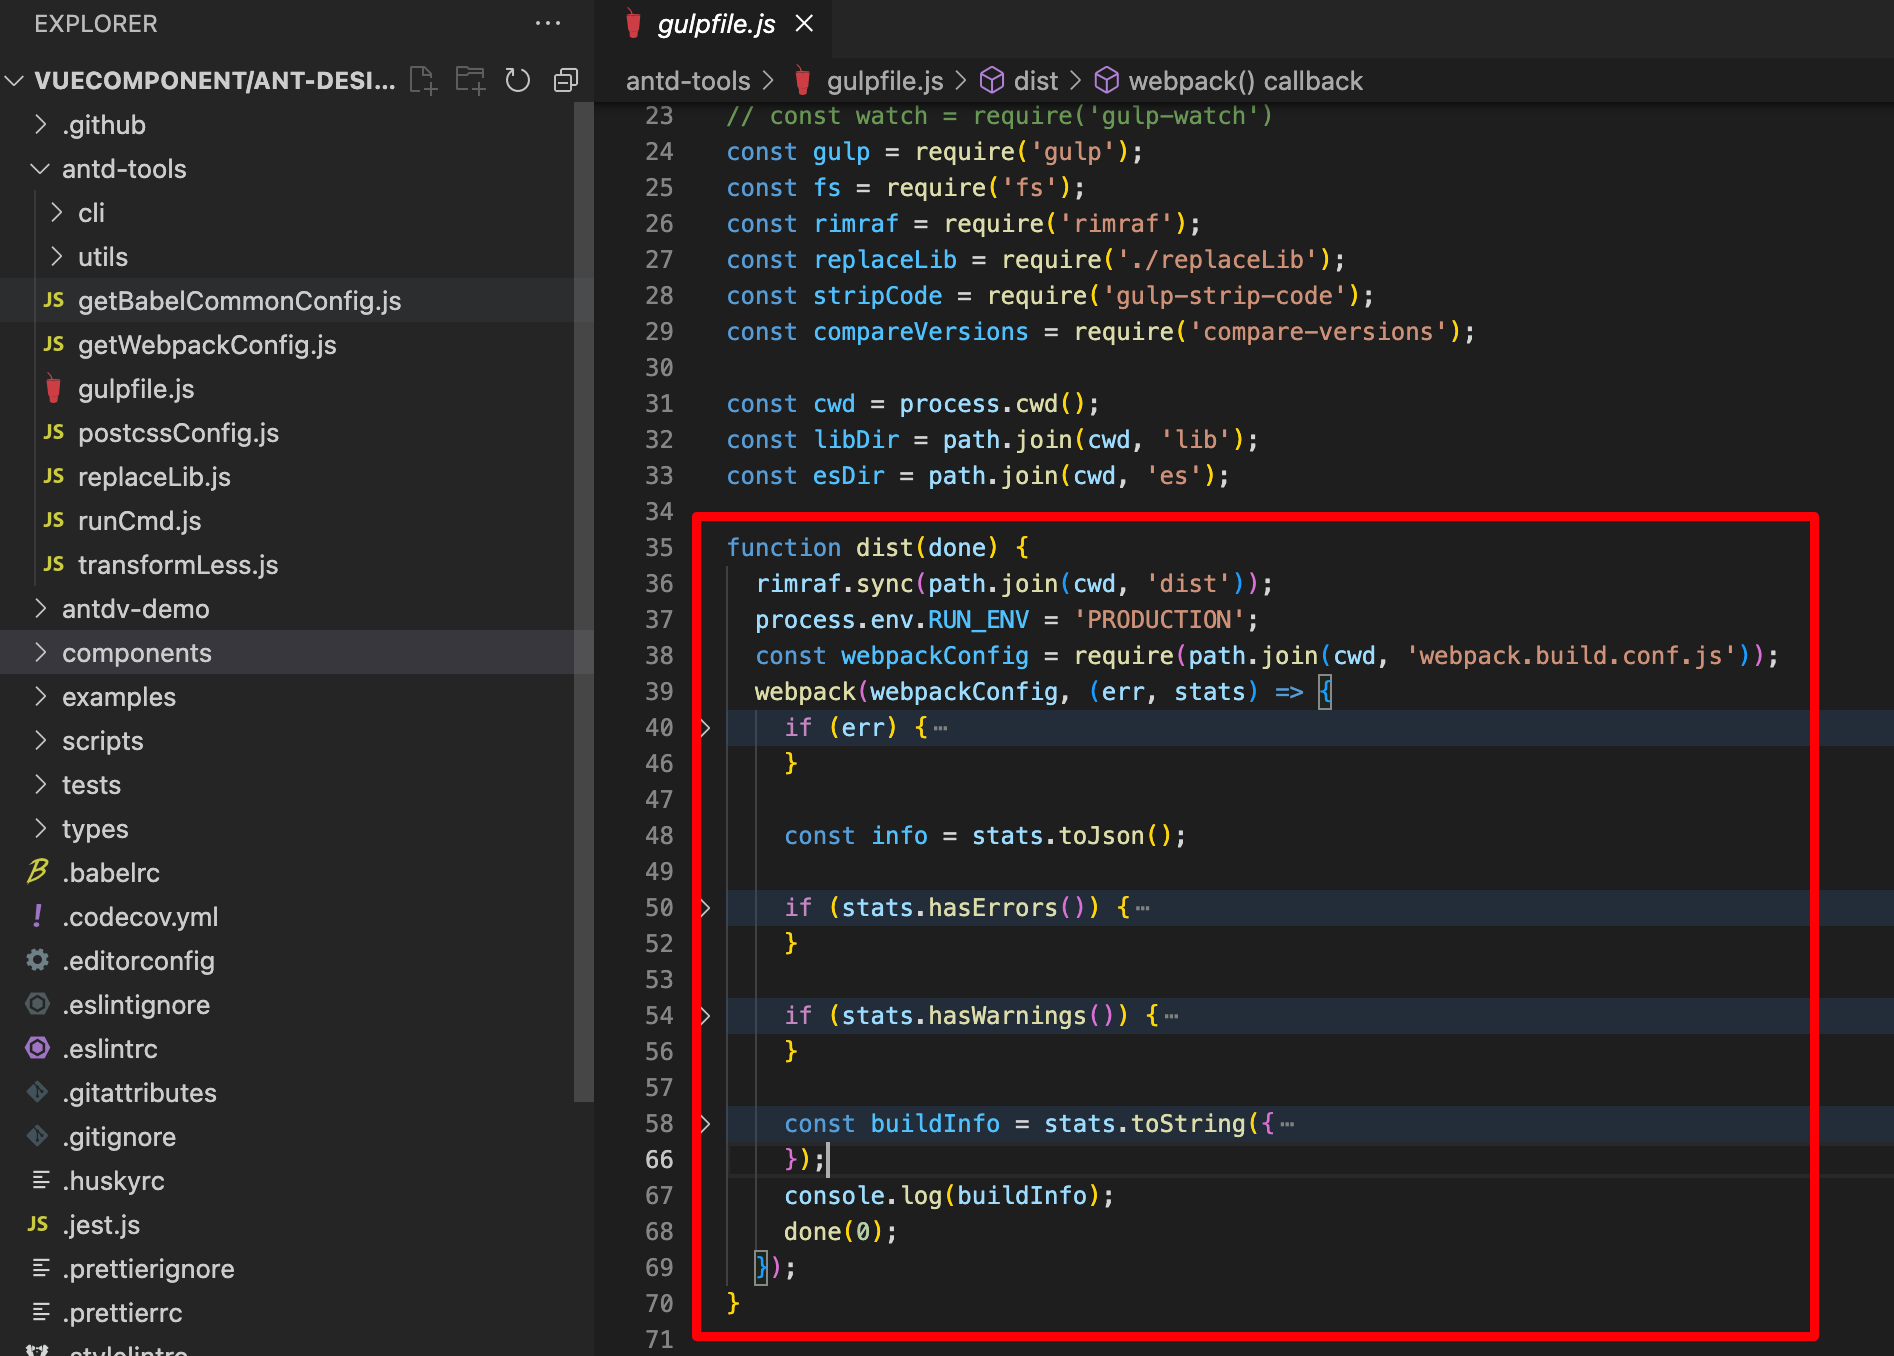 EXPLORER
VUECOMPONENT/ANT-DESI...
.github
antd-tools
cli
utils
JS getBabelCommonConfig.js
JS getWebpackConfig.js
gulpfile.js
JS postcssConfig.js
JS replaceLib.js
JS runCmd.js
JS transformLess.js
antdv-demo
components
examples
scripts
tests
types
.babelrc
.codecov.yml
.editorconfig
.eslintignore
.eslintrc
.gitattributes
.gitignore
.huskyrc
JS .jest.js
.prettierignore
.prettierrc
.stylelintrc
gulpfile.js
antd-tools > gulpfile.js > dist > webpack() callback
23 // const watch = require('gulp-watch')
24 const gulp = require('gulp');
25 const fs = require('fs');
26 const rimraf = require('rimraf');
27 const replaceLib = require('./replaceLib');
28 const stripCode = require('gulp-strip-code');
29 const compareVersions = require('compare-versions');
30
31 const cwd = process.cwd();
32 const libDir = path.join(cwd, 'lib');
33 const esDir = path.join(cwd, 'es');
34
35 function dist(done) {
36 rimraf.sync(path.join(cwd, 'dist'));
37 process.env.RUN_ENV = 'PRODUCTION';
38 const webpackConfig = require(path.join(cwd, 'webpack.build.conf.js'));
39 webpack(webpackConfig, (err, stats) => {
40 if (err) {⋯
46 }
47
48 const info = stats.toJson();
49
50 if (stats.hasErrors()) {⋯
52 }
53
54 if (stats.hasWarnings()) {⋯
56 }
57
58 const buildInfo = stats.toString({⋯
66 });
67 console.log(buildInfo);
68 done(0);
69 });
70 }
71